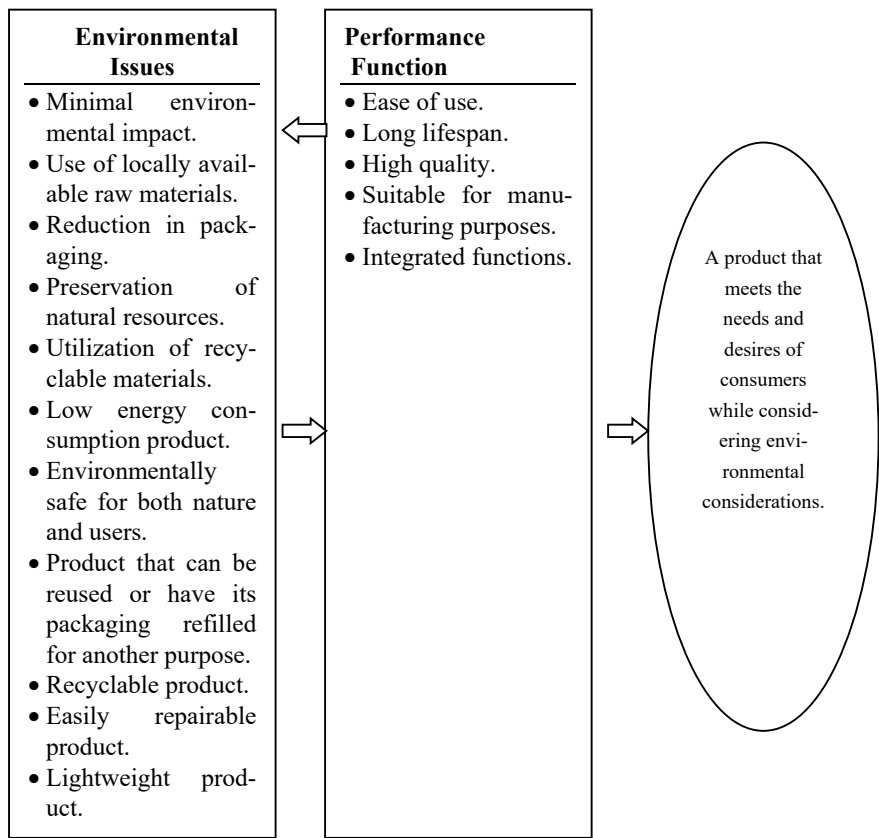 Environmental
Issues
• Minimal environ-
mental impact.
• Use of locally avail-
able raw materials.
• Reduction in pack-
aging.
• Preservation of
natural resources.
• Utilization of recy-
clable materials.
• Low energy con-
sumption product.
• Environmentally
safe for both nature
and users.
• Product that can be
reused or have its
packaging refilled
for another purpose.
• Recyclable product.
• Easily repairable
product.
• Lightweight prod-
uct.
Performance
Function
• Ease of use.
• Long lifespan.
• High quality.
• Suitable for manu-
facturing purposes.
• Integrated functions.
A product that
meets the
needs and
desires of
consumers
while consid-
ering envi-
ronmental
considerations.